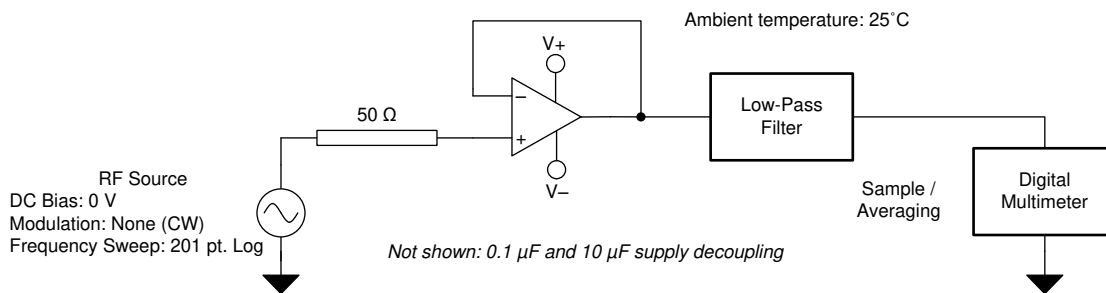 Ambient temperature: 25˚C
V+
−
50 Ω
+
V−
Low-Pass
Filter
RF Source
DC Bias: 0 V
Modulation: None (CW)
Frequency Sweep: 201 pt. Log
Sample /
Averaging
Digital
Multimeter
Not shown: 0.1 µF and 10 µF supply decoupling